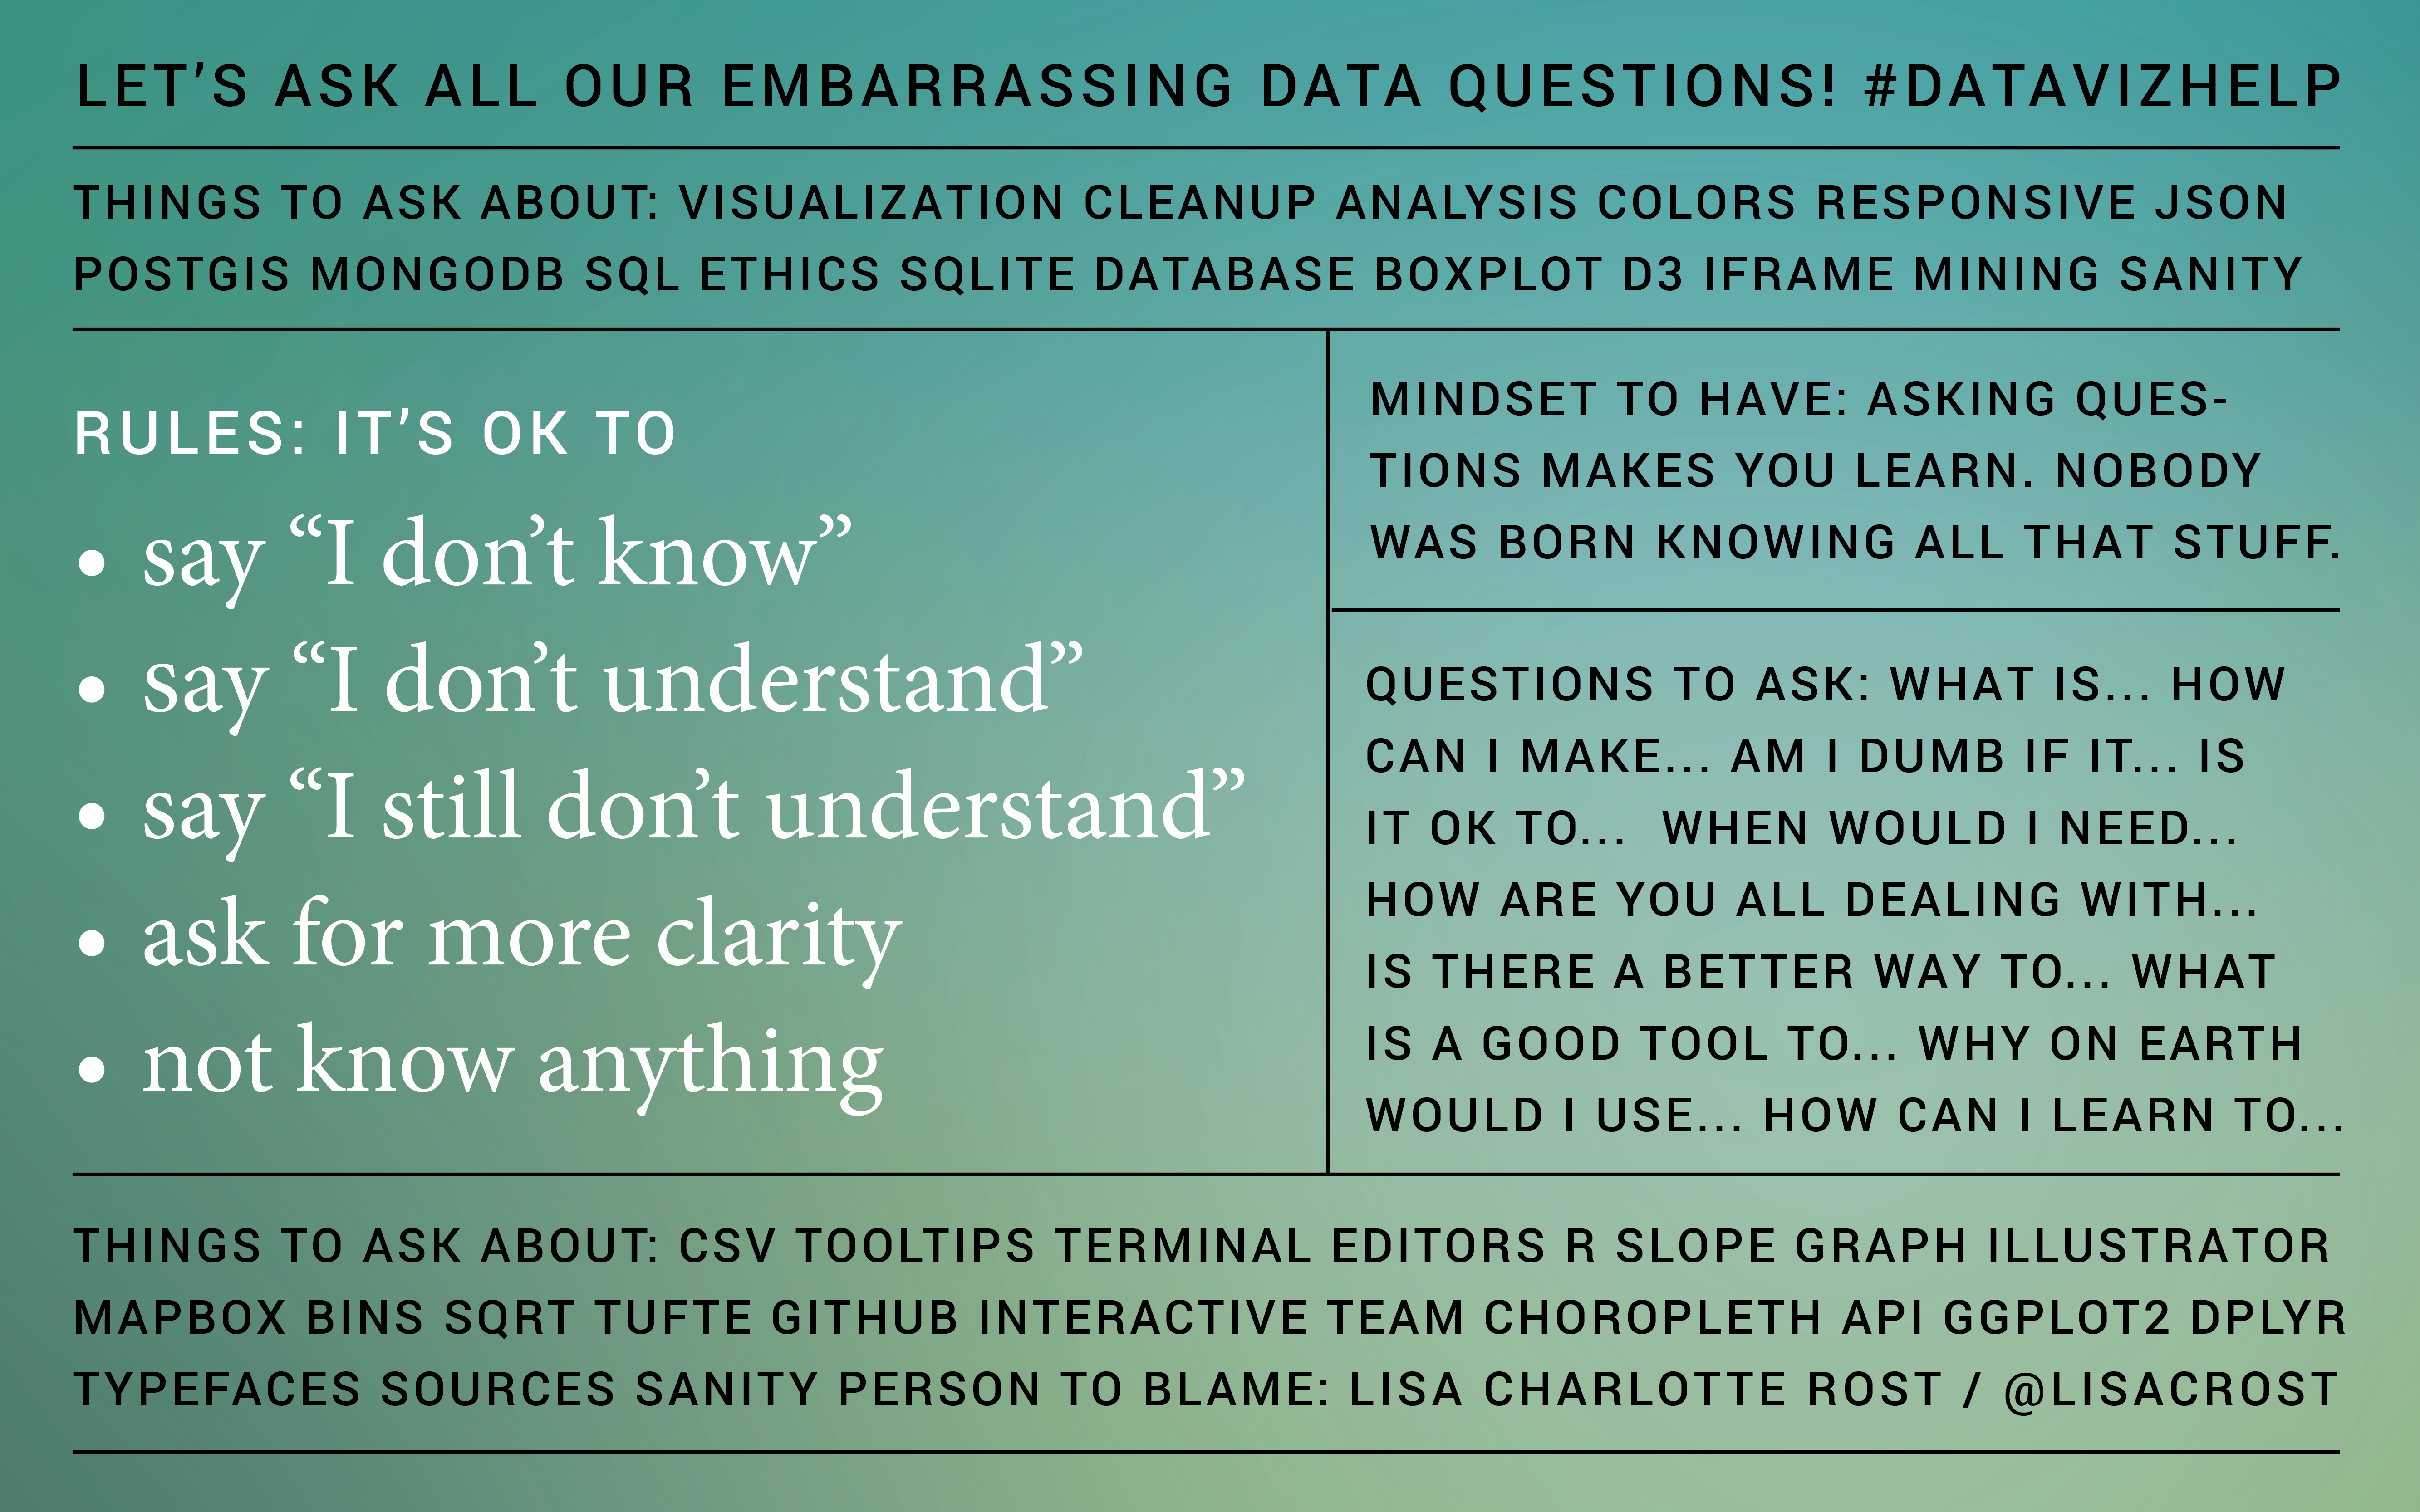 LET’S ASK ALL OUR EMBARRASSING DATA QUESTIONS! #DATAVIZHELP
THINGS TO ASK ABOUT: VISUALIZATION CLEANUP ANALYSIS COLORS RESPONSIVE JSON
POSTGIS MONGODB SQL ETHICS SQLITE DATABASE BOXPLOT D3 IFRAME MINING SANITY
RULES: IT’S OK TO
• say “I don’t know”
• say “I don’t understand”
• say “I still don’t understand”
• ask for more clarity
• not know anything
MINDSET TO HAVE: ASKING QUES-
TIONS MAKES YOU LEARN. NOBODY
WAS BORN KNOWING ALL THAT STUFF.
QUESTIONS TO ASK: WHAT IS... HOW
CAN I MAKE... AM I DUMB IF IT... IS
IT OK TO... WHEN WOULD I NEED...
HOW ARE YOU ALL DEALING WITH...
IS THERE A BETTER WAY TO... WHAT
IS A GOOD TOOL TO... WHY ON EARTH
WOULD I USE... HOW CAN I LEARN TO...
THINGS TO ASK ABOUT: CSV TOOLTIPS TERMINAL EDITORS R SLOPE GRAPH ILLUSTRATOR
MAPBOX BINS SQRT TUFTE GITHUB INTERACTIVE TEAM CHOROPLETH API GGPLOT2 DPLYR
TYPEFACES SOURCES SANITY PERSON TO BLAME: LISA CHARLOTTE ROST / @LISACROST